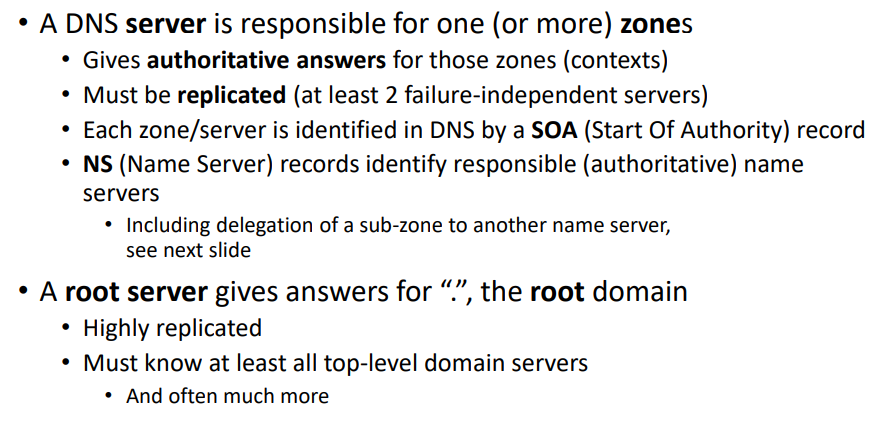 • A DNS server is responsible for one (or more) zones
• Gives authoritative answers for those zones (contexts)
• Must be replicated (at least 2 failure-independent servers)
• Each zone/server is identified in DNS by a SOA (Start Of Authority) record
• NS (Name Server) records identify responsible (authoritative) name
servers
• Including delegation of a sub-zone to another name server,
see next slide
• A root server gives answers for “.”, the root domain
• Highly replicated
• Must know at least all top-level domain servers
• And often much more